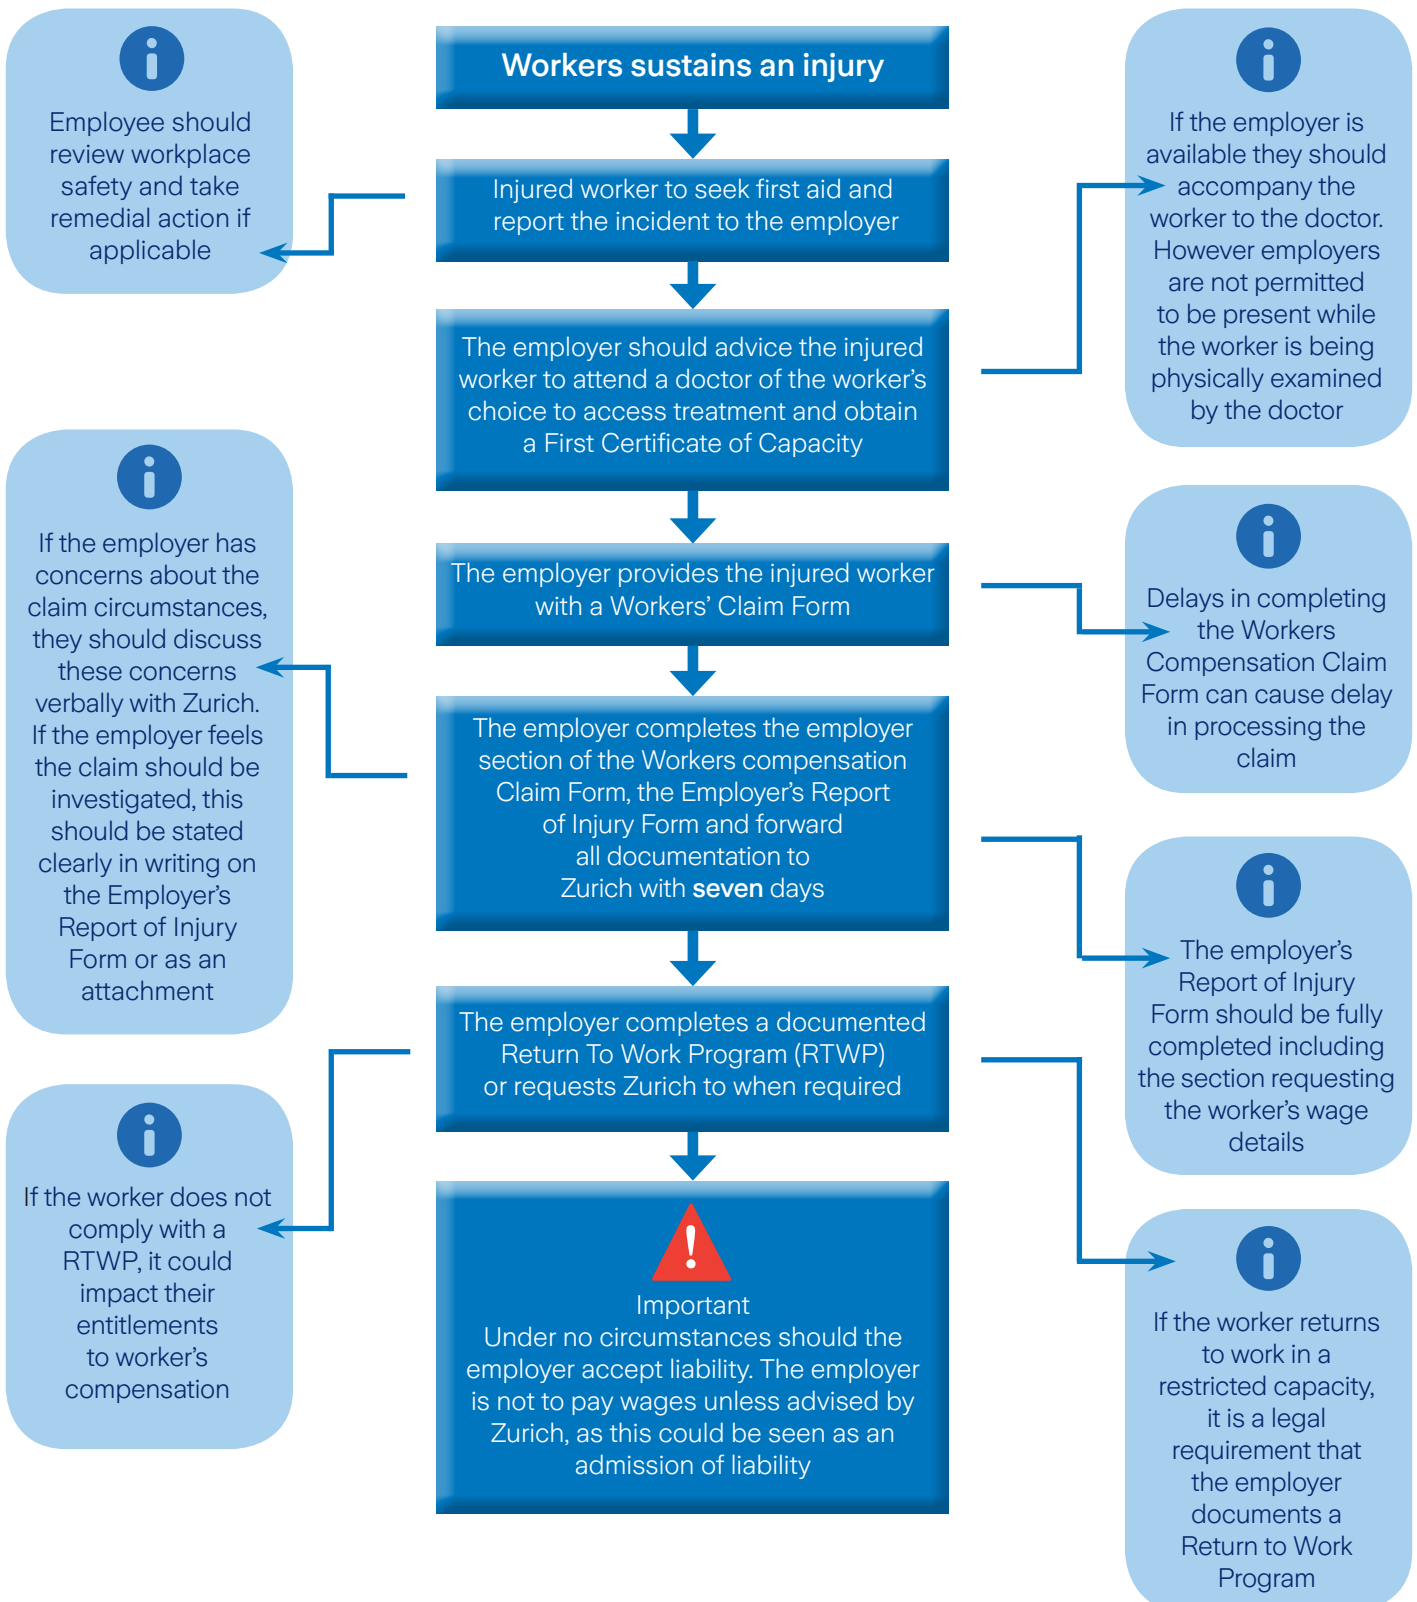 Workers sustains an injury
Employee should
review workplace
safety and take
remedial action if
applicable
Injured worker to seek first aid and
report the incident to the employer
If the employer is
available they should
accompany the
worker to the doctor.
However employers
are not permitted
to be present while
the worker is being
physically examined
by the doctor
The employer should advice the injured
worker to attend a doctor of the worker's
choice to access treatment and obtain
a First Certificate of Capacity
The employer provides the injured worker
with a Workers' Claim Form
Delays in completing
the Workers
Compensation Claim
Form can cause delay
in processing the
claim
If the employer has
concerns about the
claim circumstances,
they should discuss
these concerns
verbally with Zurich.
If the employer feels
the claim should be
investigated, this
should be stated
clearly in writing on
the Employer's
Report of Injury
Form or as an
attachment
The employer completes the employer
section of the Workers compensation
Claim Form, the Employer's Report
of Injury Form and forward
all documentation to
Zurich with seven days
The employer's
Report of Injury
Form should be fully
completed including
the section requesting
the worker's wage
details
The employer completes a documented
Return To Work Program (RTWP)
or requests Zurich to when required
If the worker does not
comply with a
RTWP, it could
impact their
entitlements
to worker's
compensation
If the worker returns
to work in a
restricted capacity,
it is a legal
requirement that
the employer
documents a
Return to Work
Program
Important
Under no circumstances should the
employer accept liability. The employer
is not to pay wages unless advised by
Zurich, as this could be seen as an
admission of liability